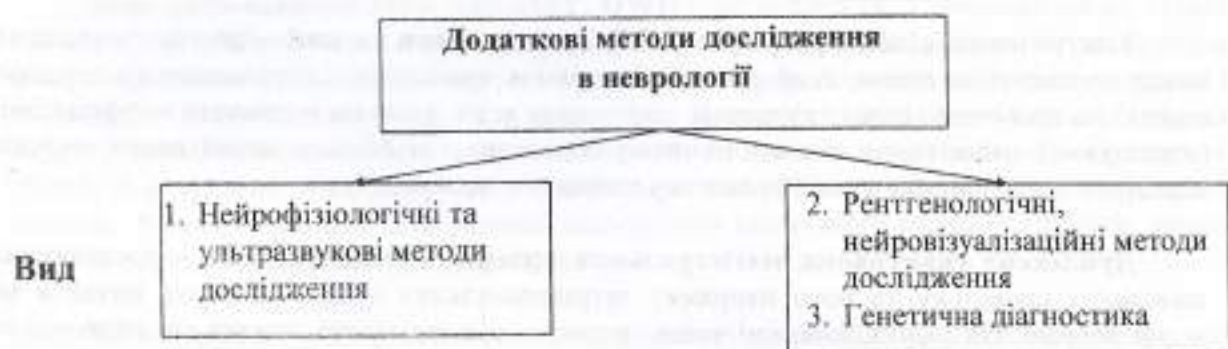 Додаткові методи дослідження
в неврології
Вид
1. Нейрофізіологічні та
ультразвукові методи
дослідження
2. Рентгенологічні,
нейровізуалізаційні методи
дослідження
3. Генетична діагностика